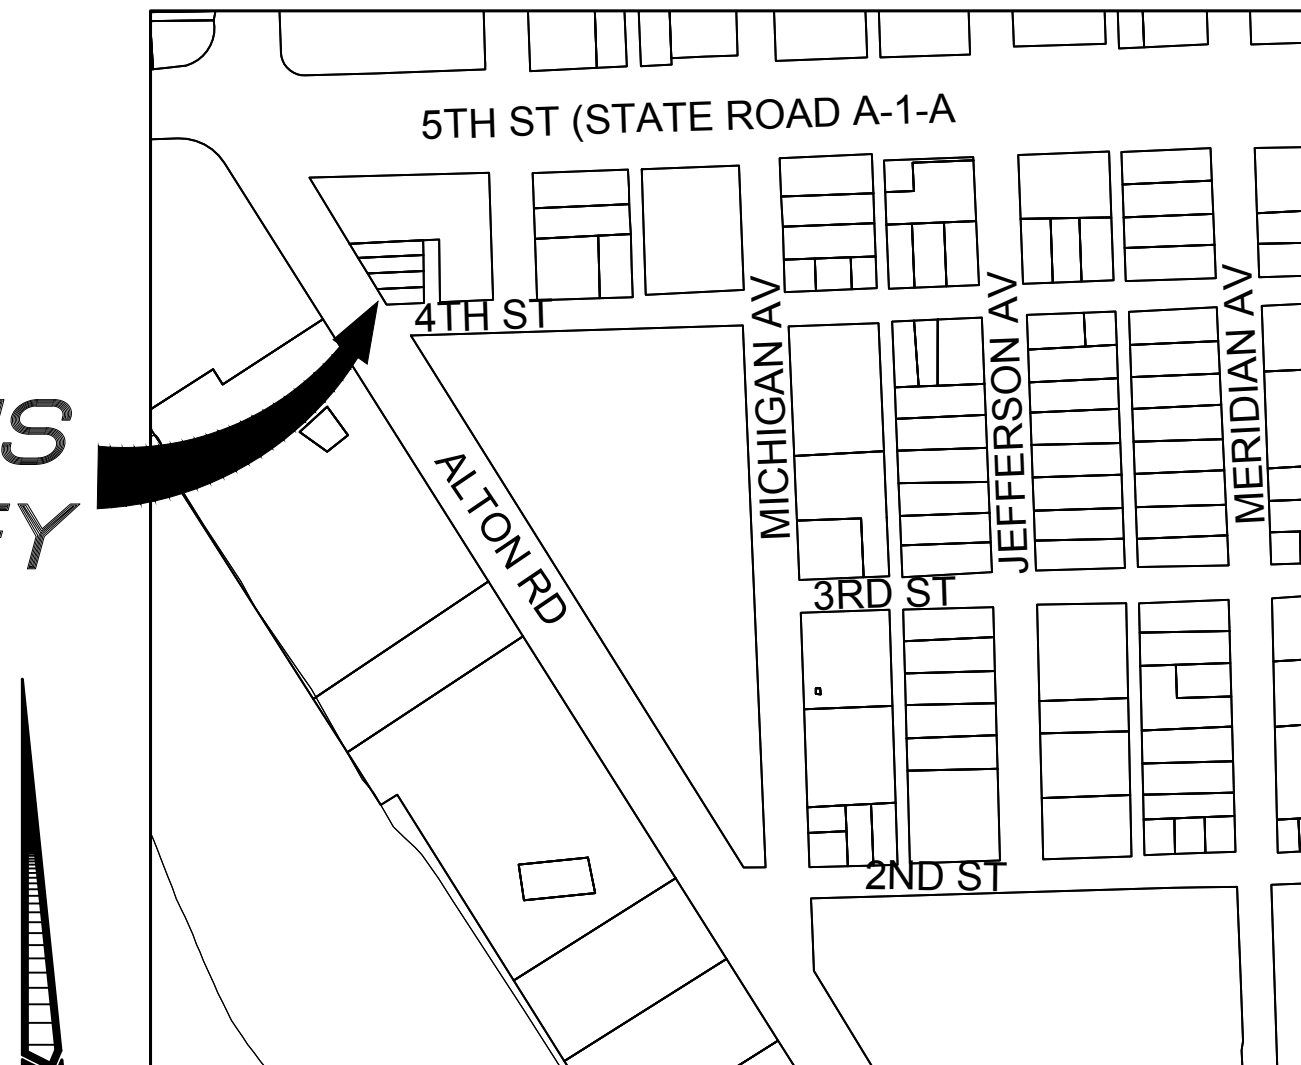 5TH ST (STATE ROAD A-1-A
4TH ST
MICHIGAN AV
JEFFERSON AV
MERIDIAN AV
ALTON RD
3RD ST
2ND ST